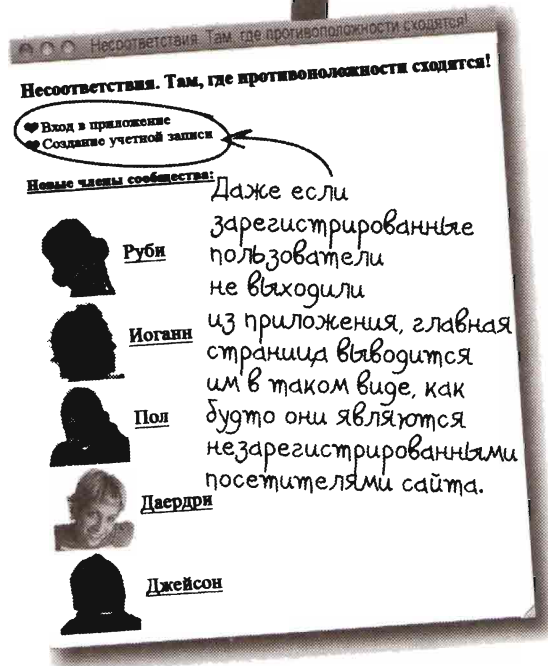 Несоответствия. Там, где противоположности сходятся!
Несоответствия. Там, где противоположности сходятся!
❤Вход в приложение
❤Создание учетной записи
Новые члены сообщества:
Даже если
зарегистрированные
пользователи
не выходили
из приложения, главная
страница выводится
им в таком виде, как
будто они являются
незарегистрированными
посетителями сайта.
Руби
Иоганн
Пол
Даердри
Джейсон